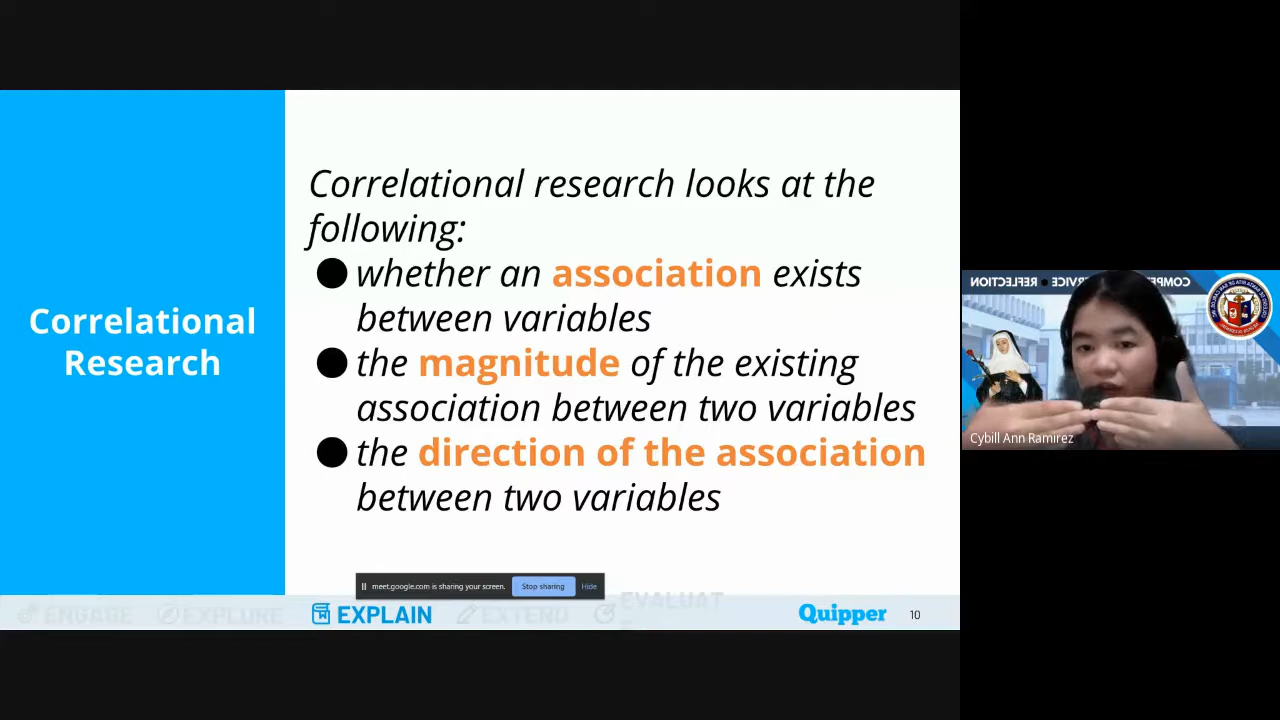 Correlational
Research
Correlational research looks at the
following:
● whether an association exists
between variables
● the magnitude of the existing
association between two variables
● the direction of the association
between two variables
meet.google.com is sharing your screen.
Stop sharing
Hide
ENGAGE
EXPLORE
EXPLAIN
EXTEND
EVALUAT
E
Quipper
10
REFLECTION
Cybill Ann Ramirez